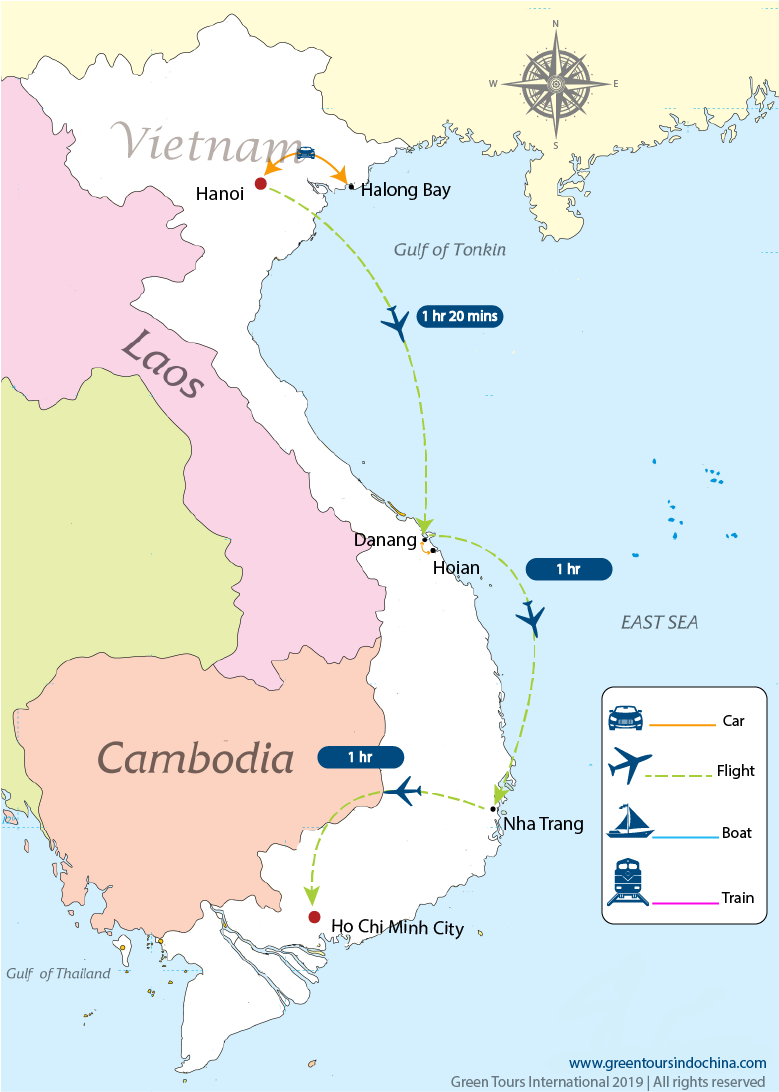 N
W
E
S
Vietnam
Hanoi
Halong Bay
Gulf of Tonkin
1 hr 20 mins
Laos
Danang
Hoian
1 hr
EAST SEA
Cambodia
1 hr
Nha Trang
Car
Flight
Boat
Train
Ho Chi Minh City
Gulf of Thailand
www.greentoursindochina.com
Green Tours International 2019 | All rights reserved